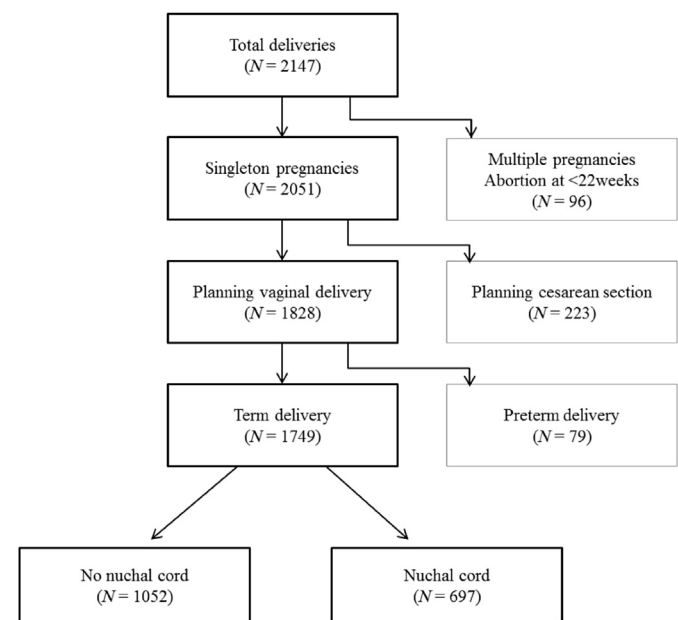 Total deliveries
(N = 2147)
Singleton pregnancies
(N = 2051)
Multiple pregnancies
Abortion at <22weeks
(N = 96)
Planning vaginal delivery
(N = 1828)
Planning cesarean section
(N = 223)
Term delivery
(N = 1749)
Preterm delivery
(N = 79)
No nuchal cord
(N = 1052)
Nuchal cord
(N = 697)